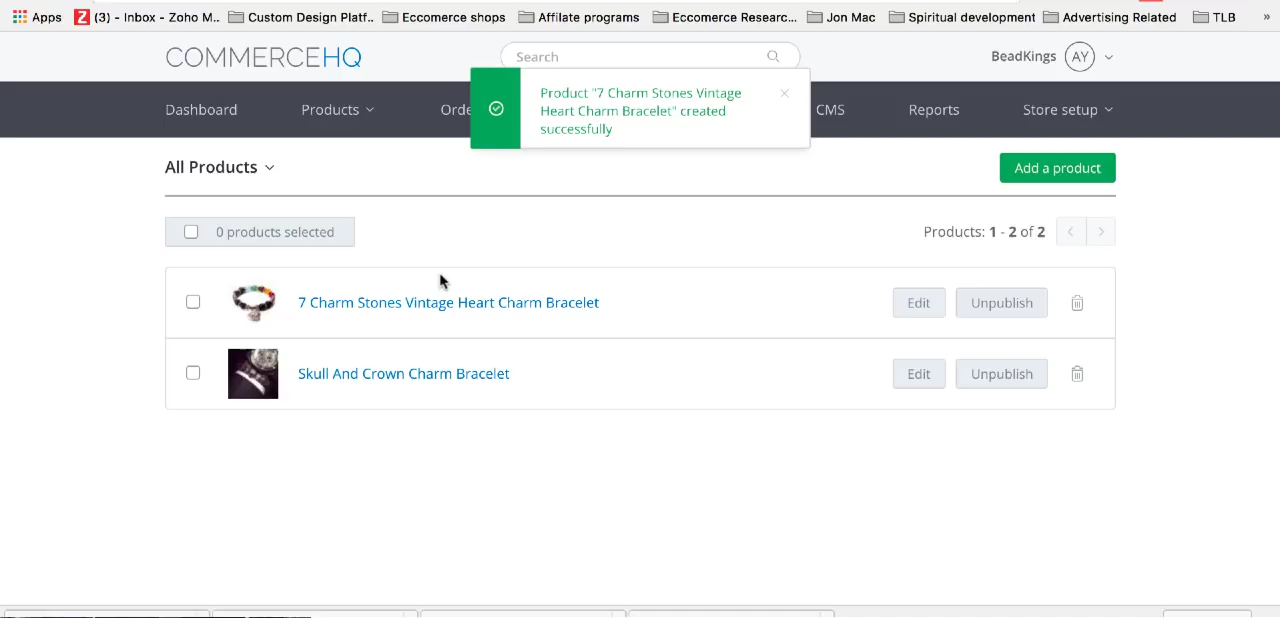 Apps (3) - Inbox - Zoho M.. Custom Design Platf.. Eccomerce shops Affilate programs Eccomerce Researc... Jon Mac Spiritual development Advertising Related TLB »
COMMERCEHQ Search BeadKings AY
Dashboard Products CMS Reports Store setup
Product "7 Charm Stones Vintage
Heart Charm Bracelet" created
successfully
All Products Add a product
0 products selected Products: 1 - 2 of 2
7 Charm Stones Vintage Heart Charm Bracelet Edit Unpublish
Skull And Crown Charm Bracelet Edit Unpublish